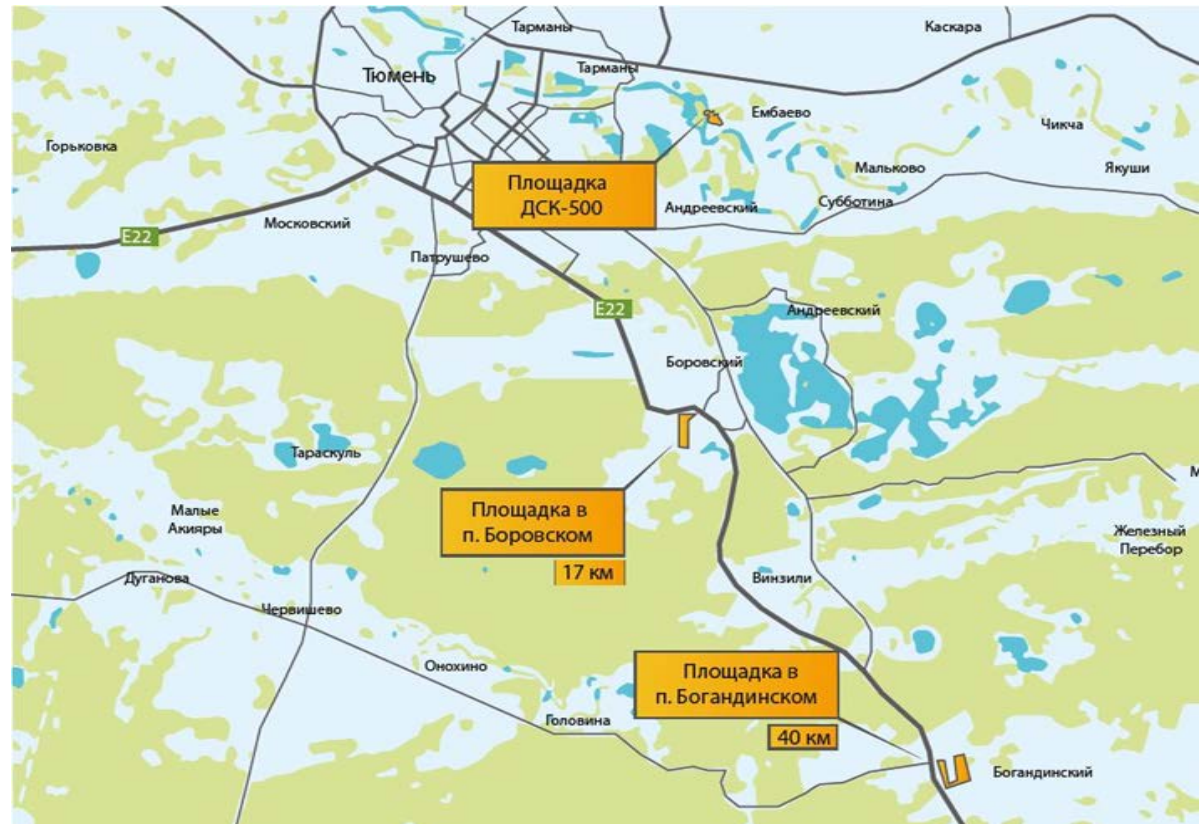 Тарманы
Каскара
Тюмень
Тарманы
Ембаево
Чикча
Горьковка
Мальково
Якуши
Площадка
ДСК-500
Андреевский
Субботина
Московский
E22
Патрушево
E22
Андреевский
Боровский
Тараскуль
М
Площадка в
п. Боровском
17 км
Малые
Акияры
Железный
Перебор
Дуганова
Винзили
Червишево
Онохино
Площадка в
п. Богандинском
Головина
40 км
Богандинский